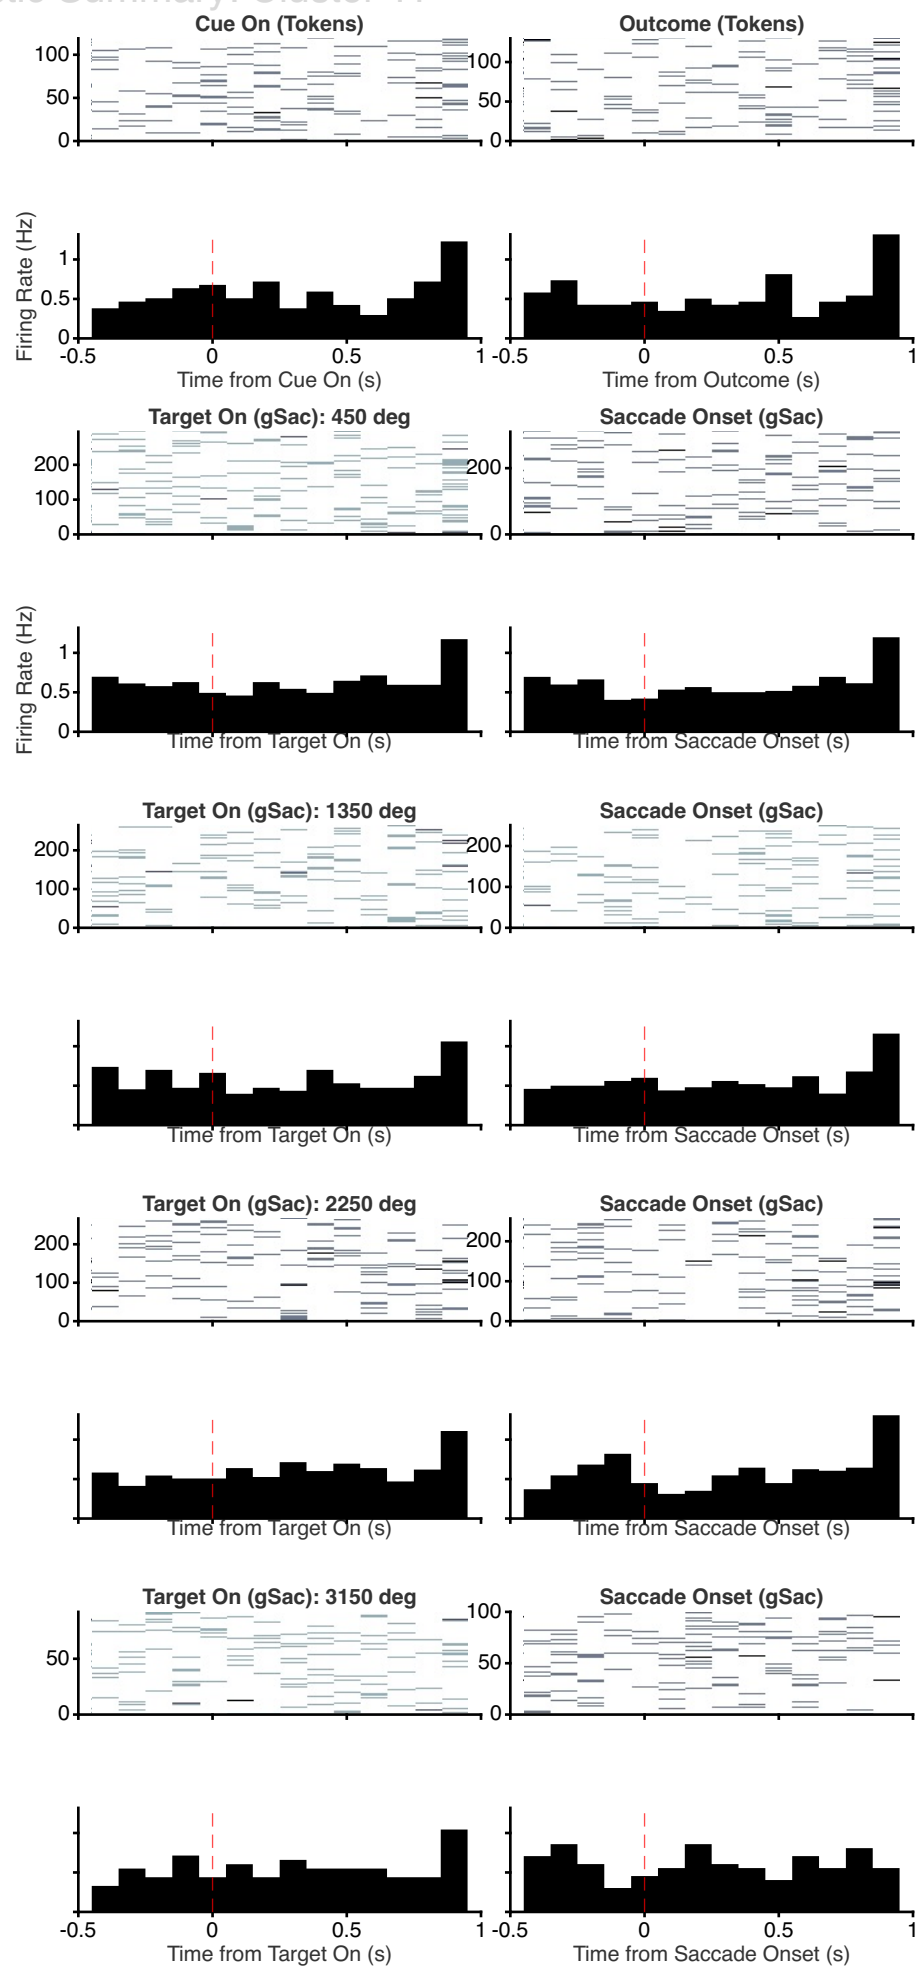 Summary: Cluster
Cue On (Tokens) Outcome (Tokens)
100
50
0
100
50
0
Firing Rate (Hz)
1
0.5
0
-0.5 0 0.5 1 -0.5 0 0.5 1
Time from Cue On (s) Time from Outcome (s)
Target On (gSac): 450 deg Saccade Onset (gSac)
200
100
0
200
0
Firing Rate (Hz)
1
0.5
0
Time from Target On (s) Time from Saccade Onset (s)
Target On (gSac): 1350 deg Saccade Onset (gSac)
200
100
0
200
100
0
Time from Target On (s) Time from Saccade Onset (s)
Target On (gSac): 2250 deg Saccade Onset (gSac)
200
100
0
200
100
0
Time from Target On (s) Time from Saccade Onset (s)
Target On (gSac): 3150 deg Saccade Onset (gSac)
50
0
100
50
0
-0.5 0 0.5 1 -0.5 0 0.5 1
Time from Target On (s) Time from Saccade Onset (s)